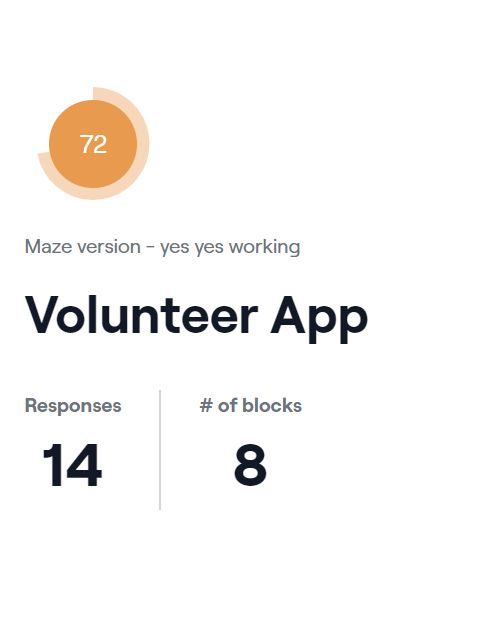 72
Maze version - yes yes working
Volunteer App
Responses
# of blocks
14
8